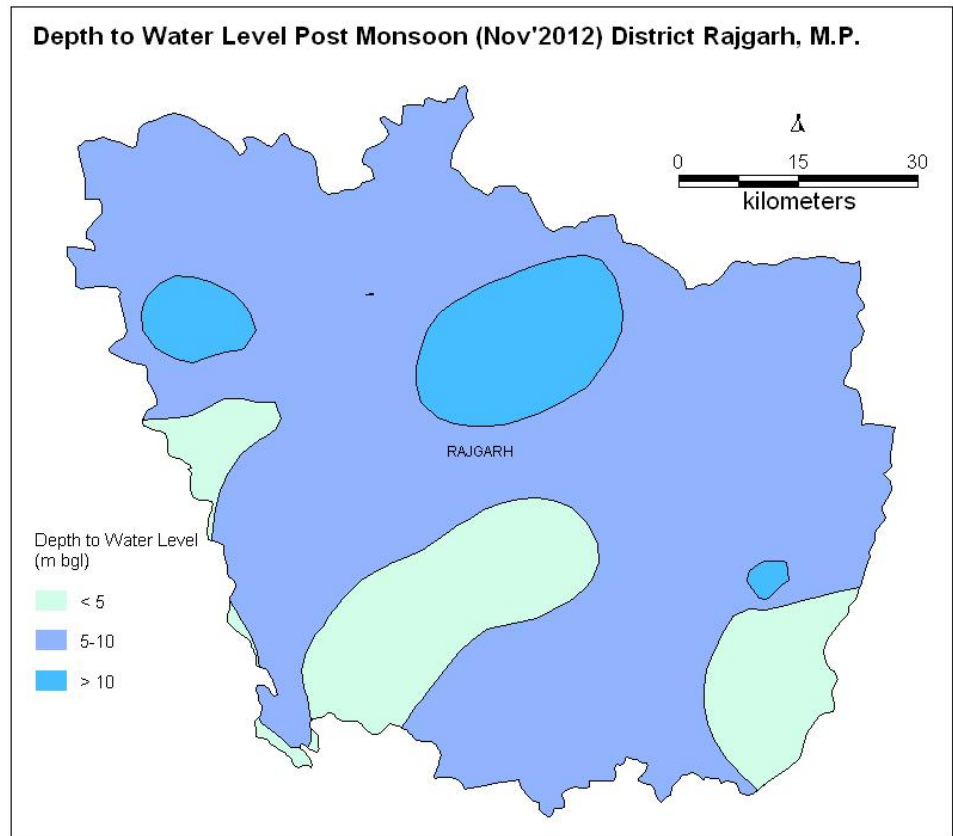 Depth to Water Level Post Monsoon (Nov'2012) District Rajgarh, M.P.
0 15 30
kilometers
RAJGARH
Depth to Water Level
(m bgl)
< 5
5-10
> 10